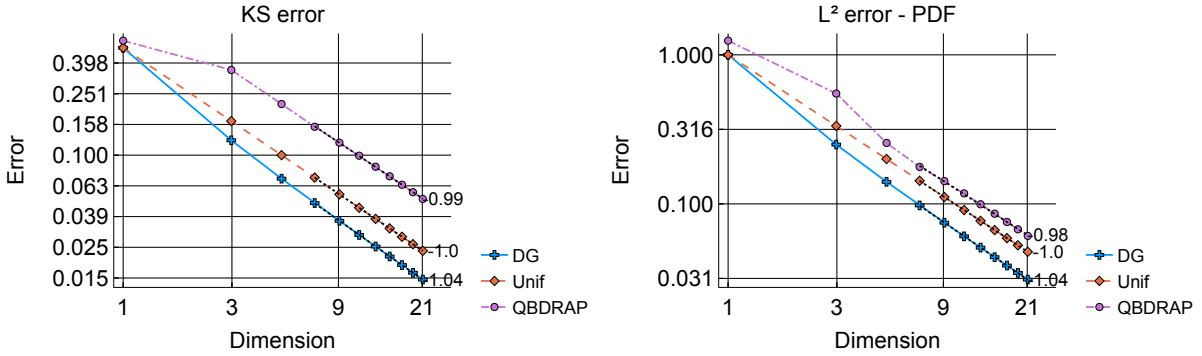 KS error
0.398
0.251
0.158
0.100
0.063
0.039
0.025
0.015
Error
1
3
9
21
Dimension
-0.99
-1.0
-1.04
DG
Unif
QBDRAP
L² error - PDF
1.000
0.316
0.100
0.031
Error
1
3
9
21
Dimension
-0.98
-1.0
-1.04
DG
Unif
QBDRAP